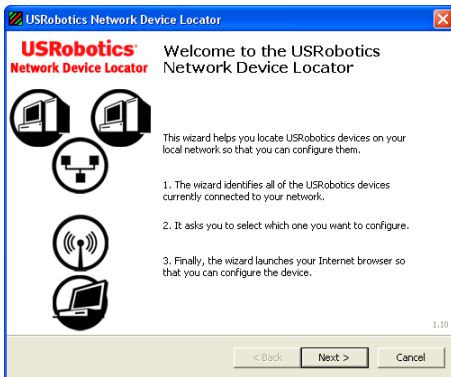 USRobotics Network Device Locator
USRobotics
Network Device Locator
Welcome to the USRobotics
Network Device Locator
This wizard helps you locate USRobotics devices on your
local network so that you can configure them.
1. The wizard identifies all of the USRobotics devices
currently connected to your network.
2. It asks you to select which one you want to configure.
3. Finally, the wizard launches your Internet browser so
that you can configure the device.
1.10
< Back Next > Cancel